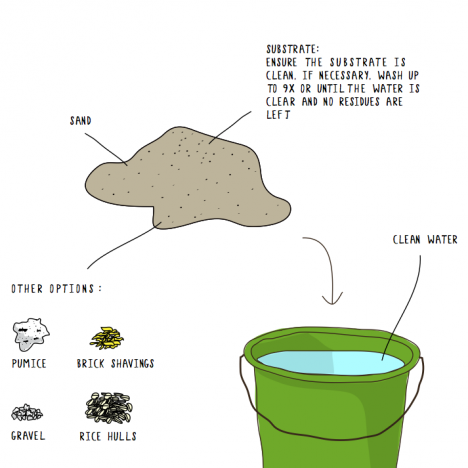 SUBSTRATE:
ENSURE THE SUBSTRATE IS
CLEAN, IF NECESSARY, WASH UP
TO 9X OR UNTIL THE WATER IS
CLEAR AND NO RESIDUES ARE
LEFT
SAND
CLEAN WATER
OTHER OPTIONS:
PUMICE
BRICK SHAVINGS
GRAVEL
RICE HULLS